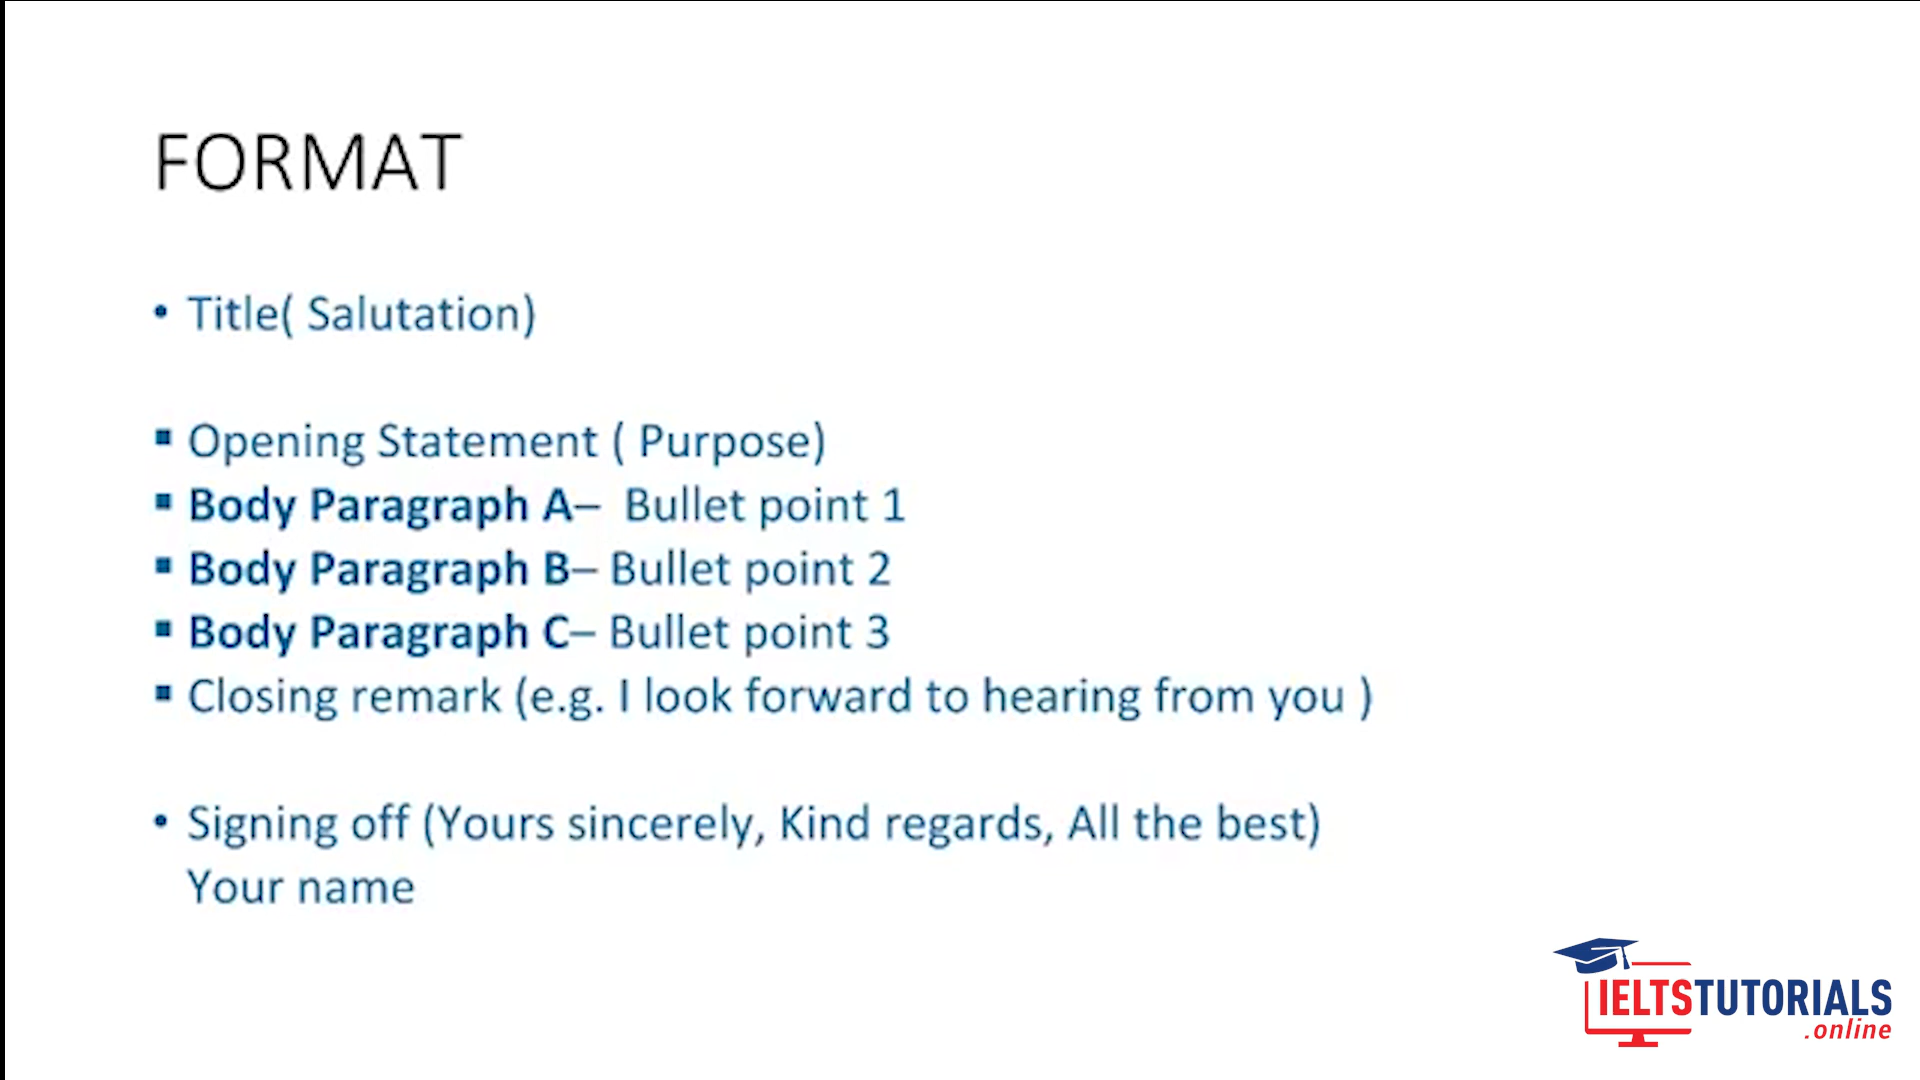 FORMAT
• Title( Salutation)
▪ Opening Statement ( Purpose)
▪ Body Paragraph A– Bullet point 1
▪ Body Paragraph B– Bullet point 2
▪ Body Paragraph C– Bullet point 3
▪ Closing remark (e.g. I look forward to hearing from you )
• Signing off (Yours sincerely, Kind regards, All the best)
Your name
IELTSTUTORIALS
.online